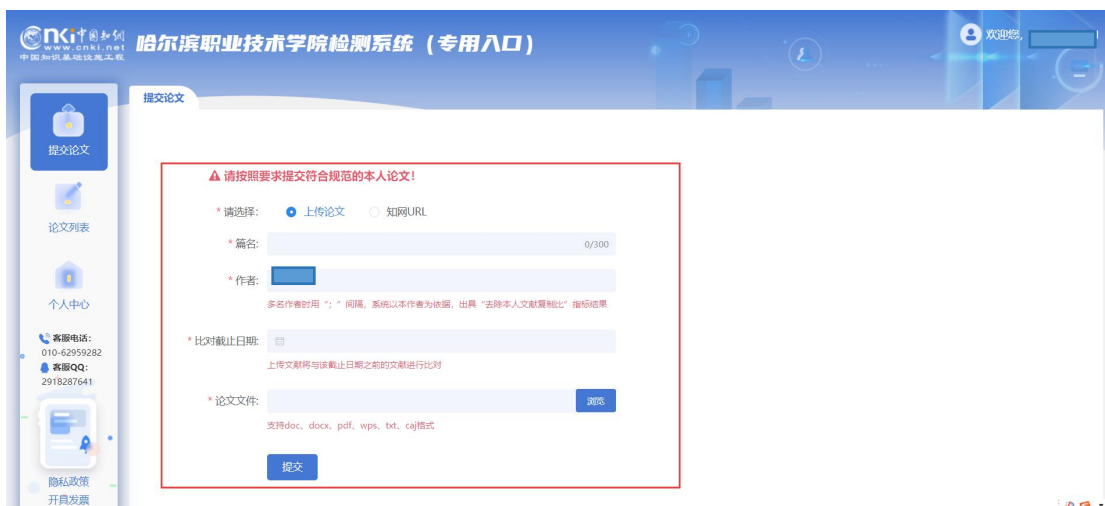 cnki中国知网
www.cnki.net
中国知识基础设施工程
哈尔滨职业技术学院检测系统（专用入口）
欢迎您,
提交论文
提交论文
论文列表
个人中心
客服电话:
010-62959282
客服QQ:
2918287641
隐私政策
开具发票
请按照要求提交符合规范的本人论文！
* 请选择: 上传论文 知网URL
* 篇名: 0/300
* 作者:
多名作者时用“；”间隔，系统以本作者为依据，出具“去除本人文献复制比”指标结果
* 比对截止日期:
上传文献将与该截止日期之前的文献进行比对
* 论文文件: 浏览
支持doc、docx、pdf、wps、txt、caj格式
提交